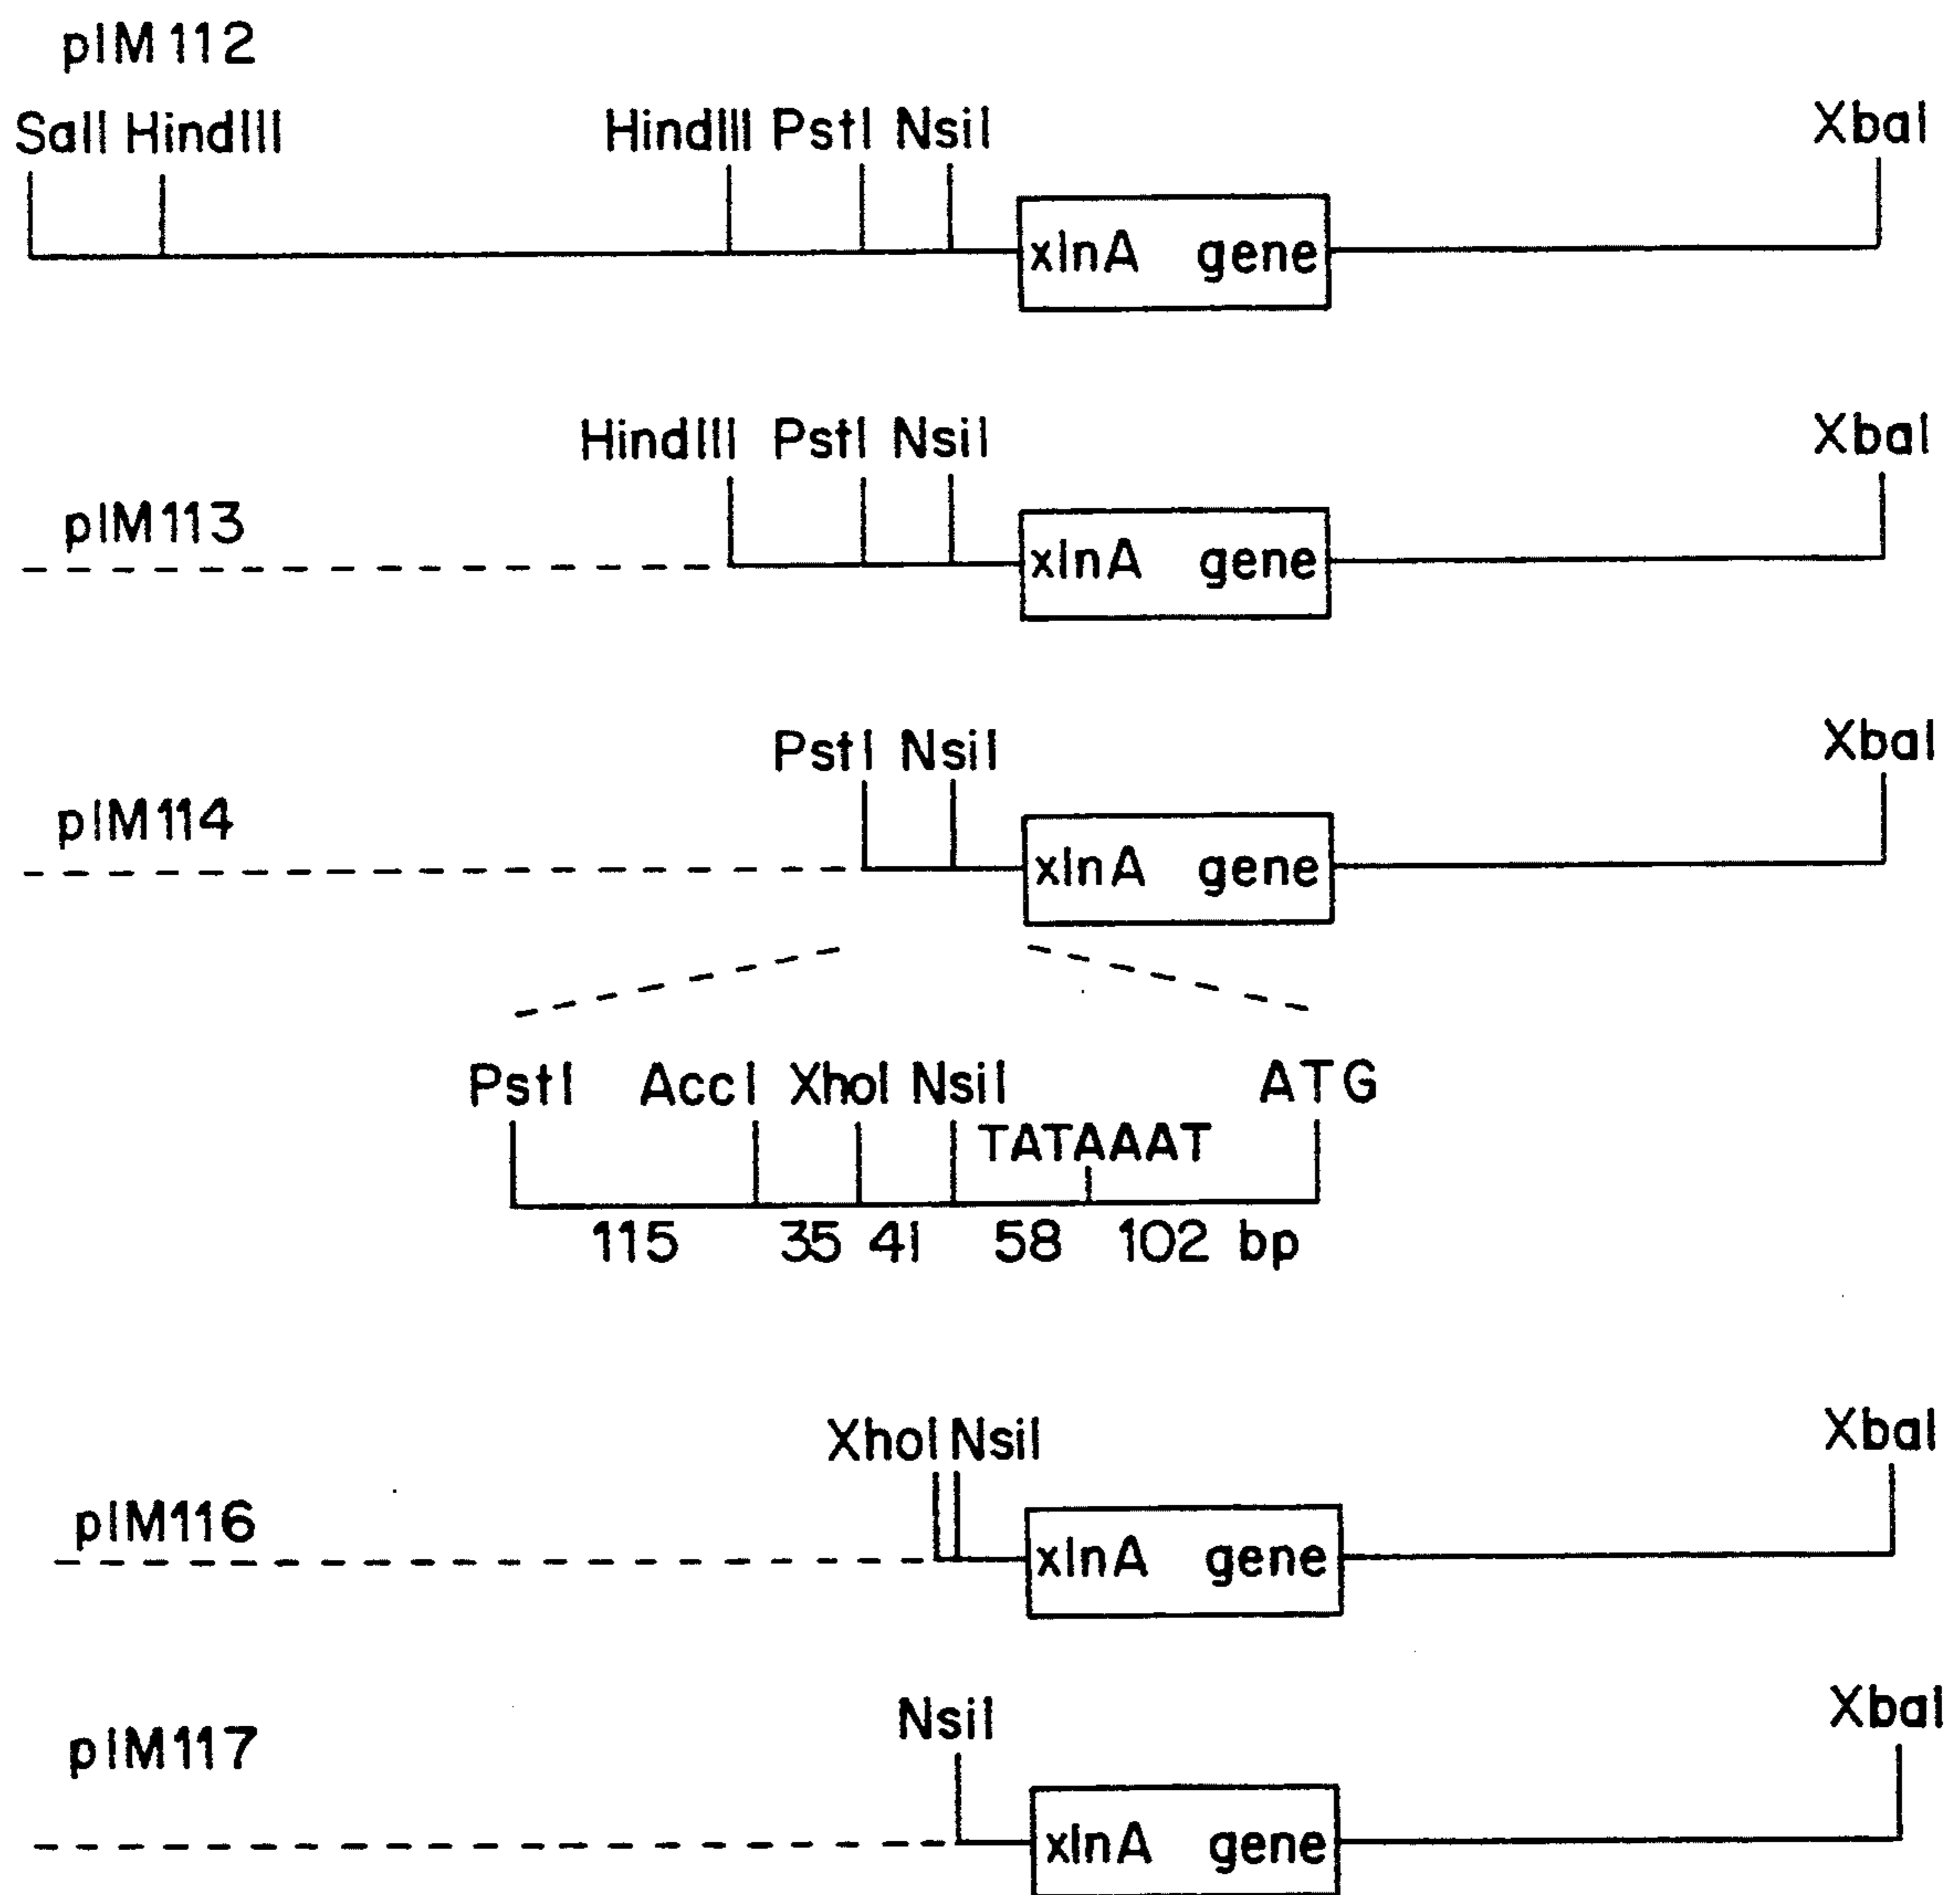 pIM112
SalI HindIII HindIII PstI NsiI XbaI
xlnA gene
HindIII PstI NsiI XbaI
pIM113
xlnA gene
PstI NsiI XbaI
pIM114
xlnA gene
PstI AccI XhoI NsiI ATG
TATAAAT
115 35 41 58 102 bp
XhoI NsiI XbaI
pIM116
xlnA gene
NsiI XbaI
pIM117
xlnA gene